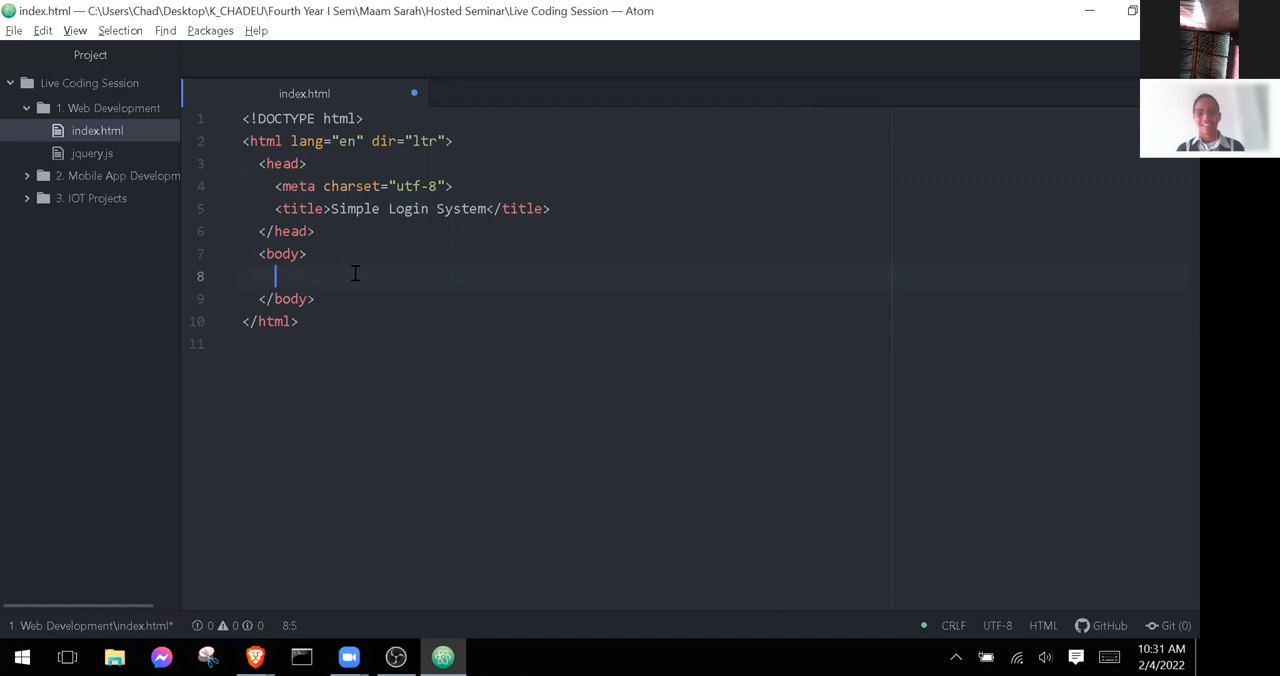 index.html — C:\Users\Chad\Desktop\K_CHADEU\Fourth Year I Sem\Maam Sarah\Hosted Seminar\Live Coding Session — Atom
File Edit View Selection Find Packages Help
Project
Live Coding Session
1. Web Development
index.html
jquery.js
2. Mobile App Developm
3. IOT Projects
index.html
1 <!DOCTYPE html>
2 <html lang="en" dir="ltr">
3 <head>
4 <meta charset="utf-8">
5 <title>Simple Login System</title>
6 </head>
7 <body>
8
9 </body>
10 </html>
11
1. Web Development\index.html* 0 0 0 8:5 CRLF UTF-8 HTML GitHub Git (0)
10:31 AM
2/4/2022